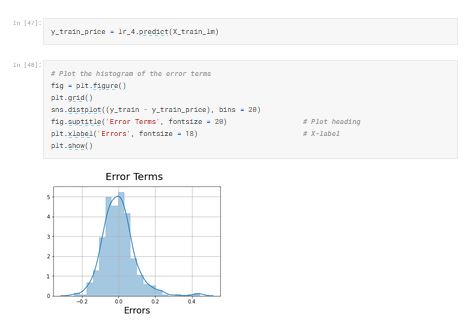 In [47]:
y_train_price = lr_4.predict(X_train_lm)
In [48]:
# Plot the histogram of the error terms
fig = plt.figure()
plt.grid()
sns.distplot((y_train - y_train_price), bins = 20)
fig.suptitle('Error Terms', fontsize = 20) # Plot heading
plt.xlabel('Errors', fontsize = 18) # X-label
plt.show()
Error Terms
5
4
3
2
1
0
−0.2 0.0 0.2 0.4
Errors